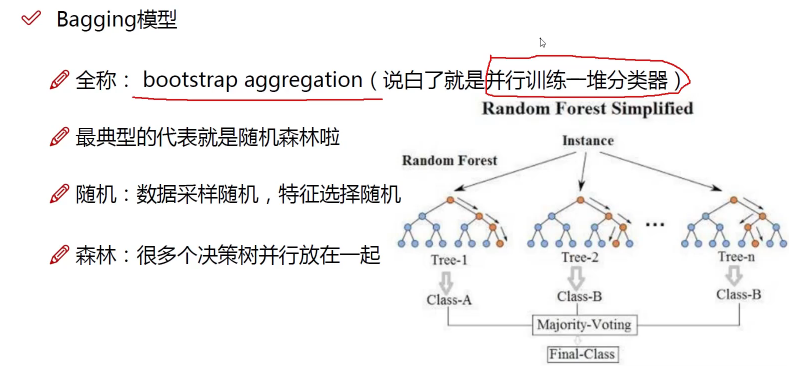 Bagging模型
全称： bootstrap aggregation（说白了就是并行训练一堆分类器）
最典型的代表就是随机森林啦
随机：数据采样随机，特征选择随机
森林：很多个决策树并行放在一起
Random Forest Simplified
Instance
Random Forest
...
Tree-1 Tree-2 Tree-n
Class-A Class-B Class-B
Majority-Voting
Final-Class